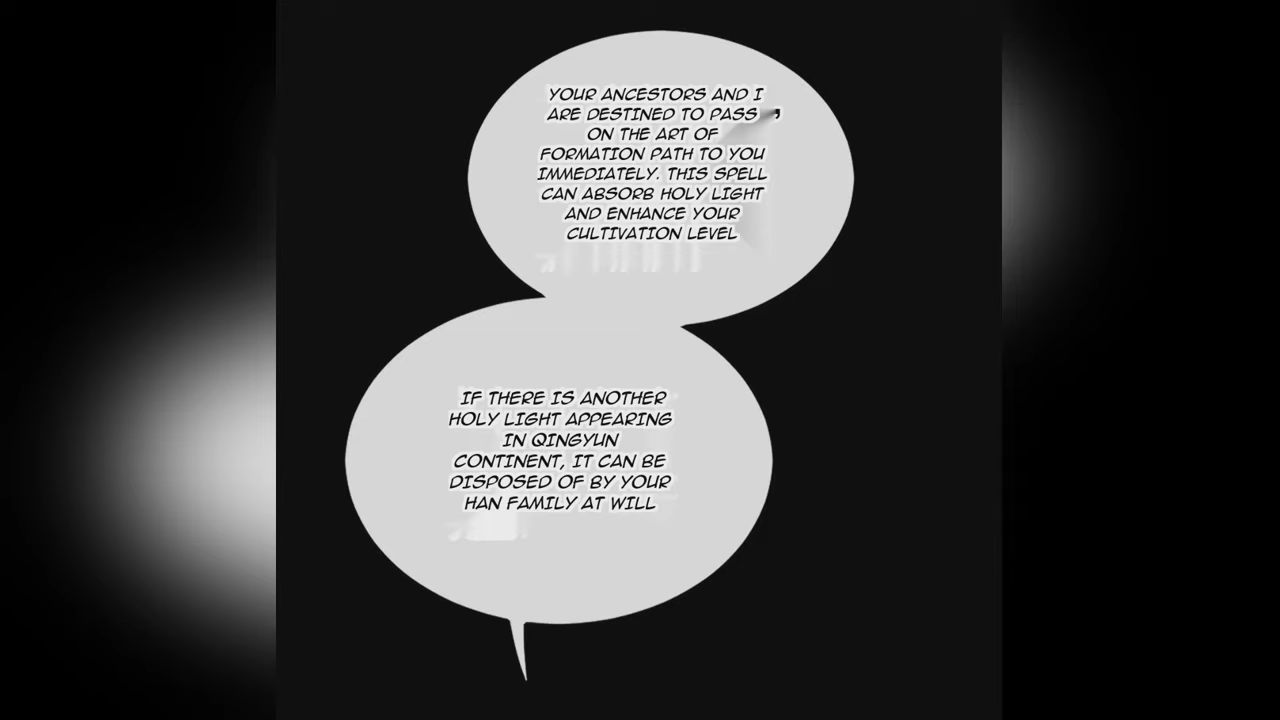 YOUR ANCESTORS AND I
ARE DESTINED TO PASS ,
ON THE ART OF
FORMATION PATH TO YOU
IMMEDIATELY. THIS SPELL
CAN ABSORB HOLY LIGHT
AND ENHANCE YOUR
CULTIVATION LEVEL
IF THERE IS ANOTHER
HOLY LIGHT APPEARING
IN QINGYUN
CONTINENT, IT CAN BE
DISPOSED OF BY YOUR
HAN FAMILY AT WILL